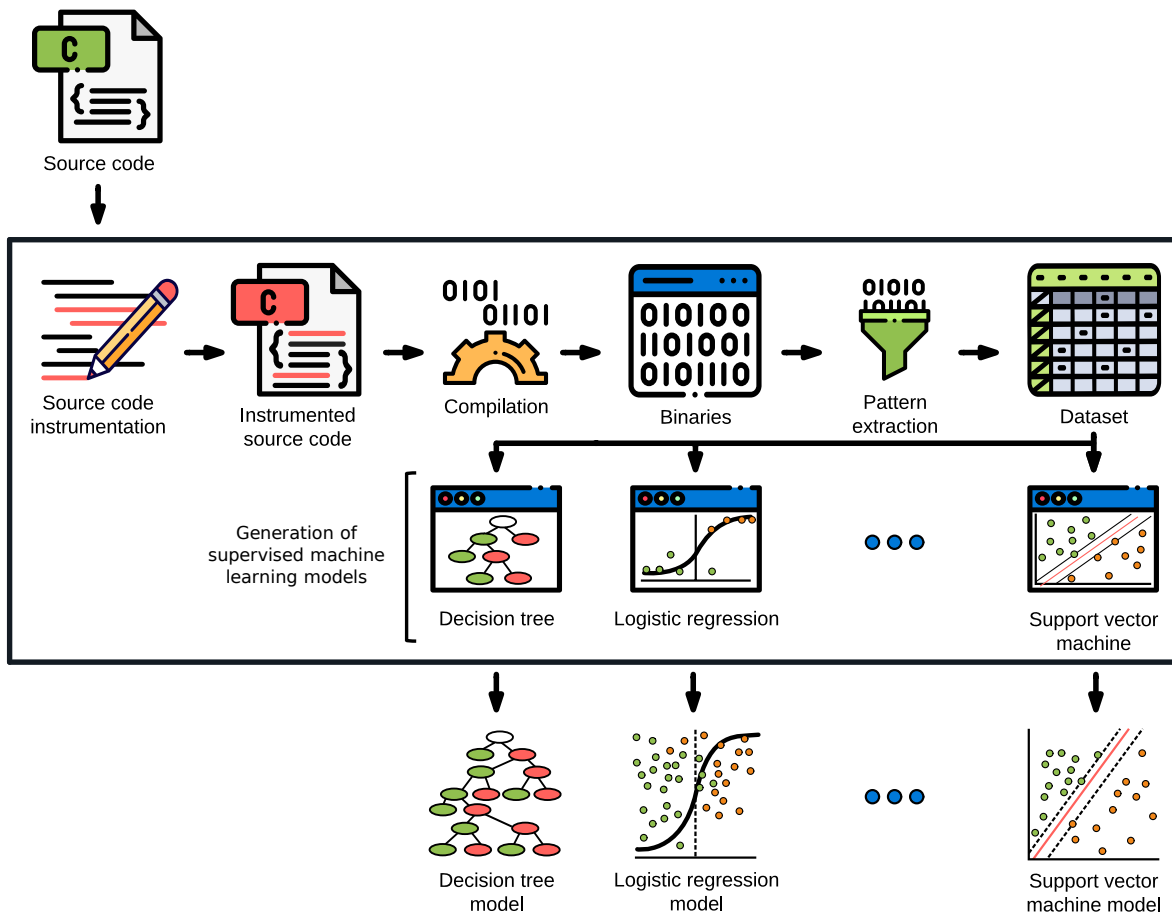 C
Source code
C
0101
01101
010100
1101001
0101110
01010
Source code
instrumentation
Instrumented
source code
Compilation
Binaries
Pattern
extraction
Dataset
Generation of
supervised machine
learning models
Decision tree
Logistic regression
Support vector
machine
Decision tree
model
Logistic regression
model
Support vector
machine model